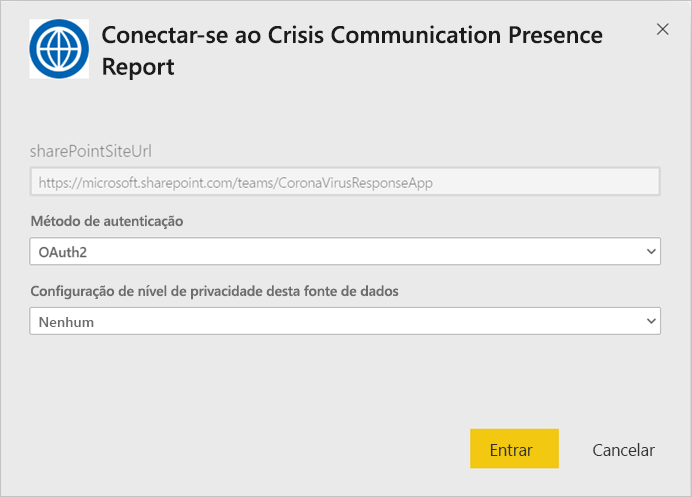 Conectar-se ao Crisis Communication Presence
Report
sharePointSiteUrl
https://microsoft.sharepoint.com/teams/CoronaVirusResponseApp
Método de autenticação
OAuth2
Configuração de nível de privacidade desta fonte de dados
Nenhum
Entrar
Cancelar